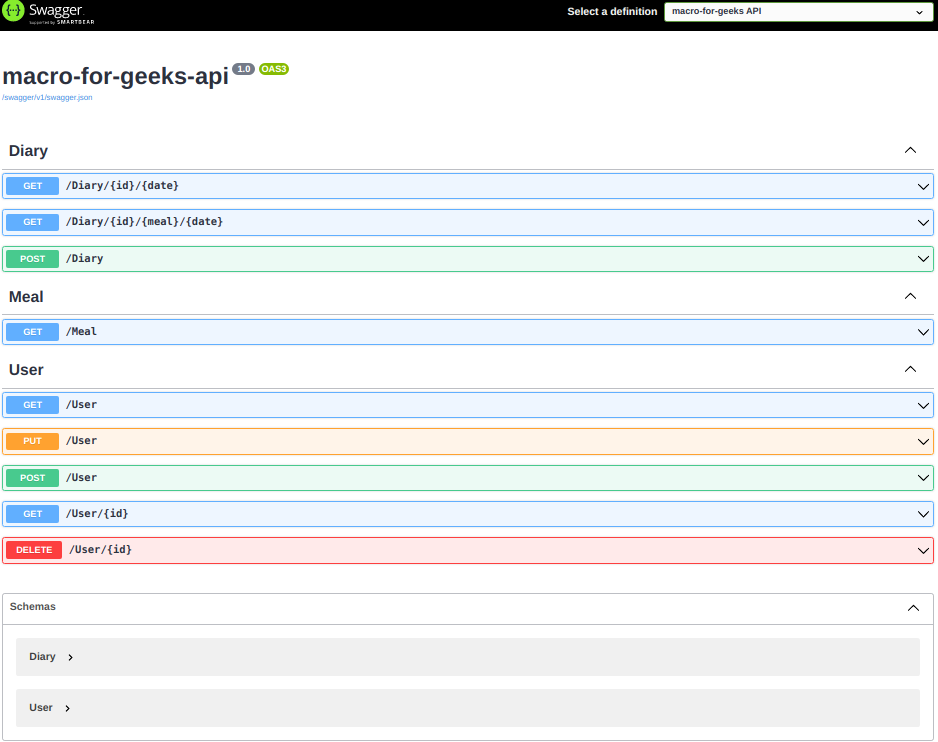 {···} Swagger
Supported by SMARTBEAR
Select a definition
macro-for-geeks API
macro-for-geeks-api 1.0 OAS3
/swagger/v1/swagger.json
Diary
GET /Diary/{id}/{date}
GET /Diary/{id}/{meal}/{date}
POST /Diary
Meal
GET /Meal
User
GET /User
PUT /User
POST /User
GET /User/{id}
DELETE /User/{id}
Schemas
Diary
User